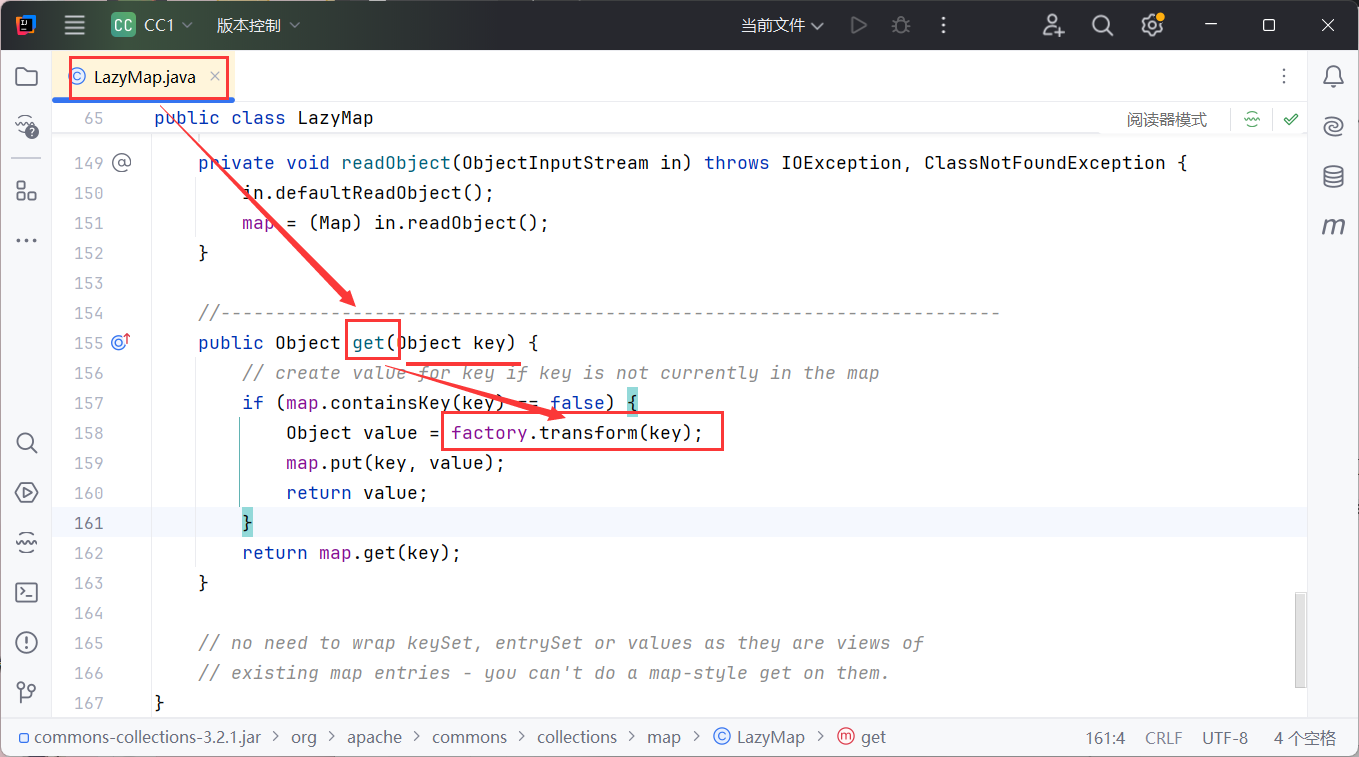 CC CC1 版本控制 当前文件
LazyMap.java
65 public class LazyMap 阅读器模式
149 private void readObject(ObjectInputStream in) throws IOException, ClassNotFoundException {
150 in.defaultReadObject();
151 map = (Map) in.readObject();
152 }
153
154 //-----------------------------------------------------------------------
155 public Object get(Object key) {
156 // create value for key if key is not currently in the map
157 if (map.containsKey(key) == false) {
158 Object value = factory.transform(key);
159 map.put(key, value);
160 return value;
161 }
162 return map.get(key);
163 }
164
165 // no need to wrap keySet, entrySet or values as they are views of
166 // existing map entries - you can't do a map-style get on them.
167 }
commons-collections-3.2.1.jar > org > apache > commons > collections > map > LazyMap > get 161:4 CRLF UTF-8 4 个空格